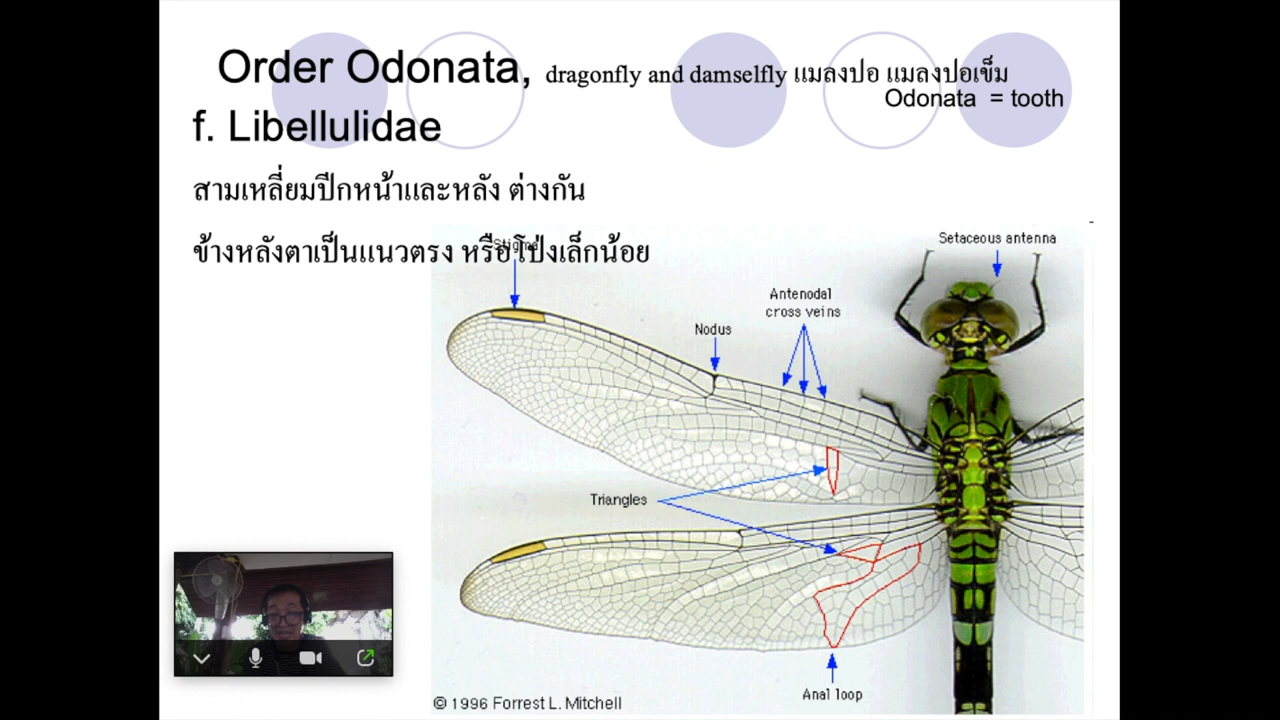 Order Odonata, dragonfly and damselfly แมลงปอ แมลงปอเข็ม
Odonata = tooth
f. Libellulidae
สามเหลี่ยมปีกหน้าและหลัง ต่างกัน
ข้างหลังตาเป็นแนวตรง หรือโป่งเล็กน้อย
Stigma
Setaceous antenna
Antenodal
cross veins
Nodus
Triangles
Anal loop
© 1996 Forrest L. Mitchell